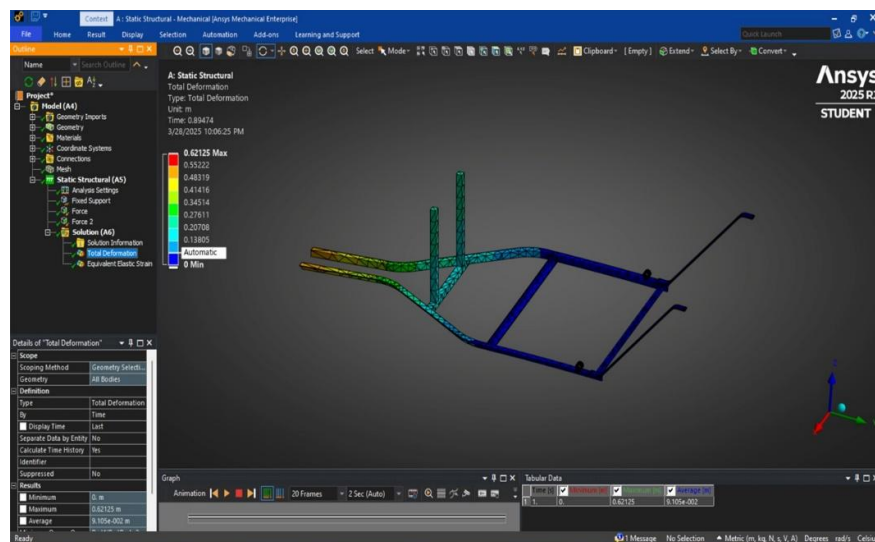 Context A : Static Structural - Mechanical [Ansys Mechanical Enterprise]
File Home Result Display Selection Automation Add-ons Learning and Support Quick Launch
Outline
Select Mode Clipboard [Empty] Extend Select By Convert
Name Search Outline
Project*
Model (A4)
Geometry Imports
Geometry
Materials
Coordinate Systems
Connections
Mesh
Static Structural (A5)
Analysis Settings
Fixed Support
Force
Force 2
Solution (A6)
Solution Information
Total Deformation
Equivalent Elastic Strain
A: Static Structural
Total Deformation
Type: Total Deformation
Unit: m
Time: 0.89474
3/28/2025 10:06:25 PM
0.62125 Max
0.55222
0.48319
0.41416
0.34514
0.27611
0.20708
0.13805
Automatic
0 Min
Ansys
2025 R
STUDENT
Details of "Total Deformation"
Scope
Scoping Method Geometry Selecti...
Geometry All Bodies
Definition
Type Total Deformation
By Time
Display Time Last
Separate Data by Entity No
Calculate Time History Yes
Identifier
Suppressed No
Results
Minimum 0. m
Maximum 0.62125 m
Average 9.105e-002 m
Graph
Animation 20 Frames 2 Sec (Auto)
Tabular Data
Time [s] Minimum [m] Maximum [m] Average [m]
1 1. 0. 0.62125 9.105e-002
Ready 1 Message No Selection Metric (m, kg, N, s, V, A) Degrees rad/s Celsiu